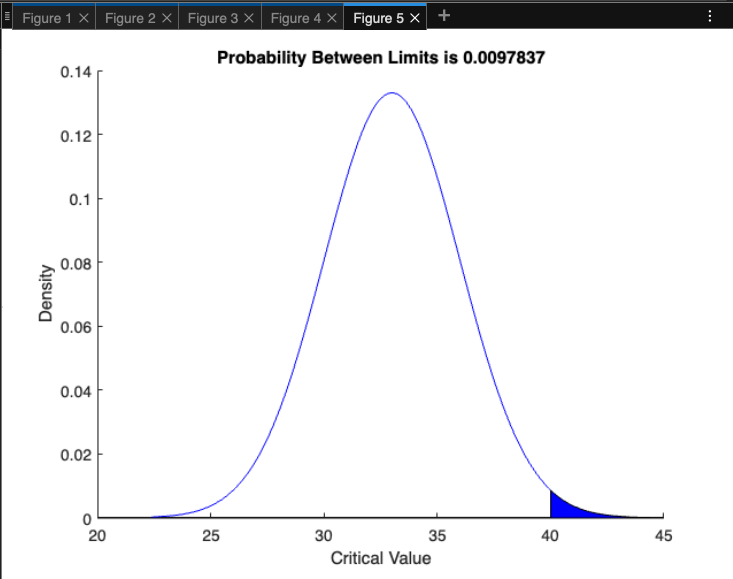 Figure 1 × Figure 2 × Figure 3 × Figure 4 × Figure 5 × +
Probability Between Limits is 0.0097837
0.14
0.12
0.1
0.08
0.06
0.04
0.02
0
Density
20 25 30 35 40 45
Critical Value